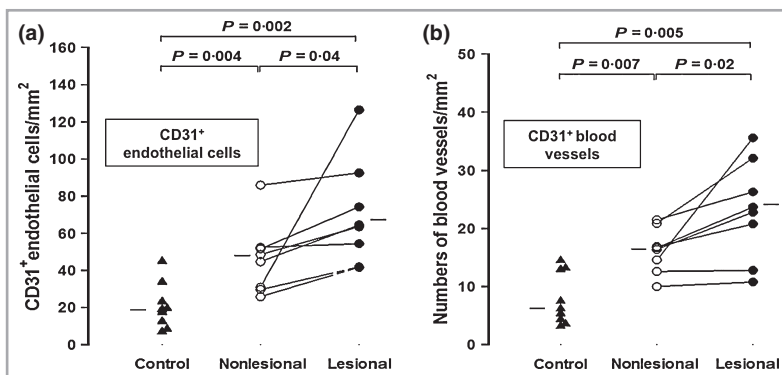 (a)
P = 0·002
P = 0·004
P = 0·04
CD31+ endothelial cells/mm2
160
140
120
100
80
60
40
20
0
CD31+
endothelial cells
Control
Nonlesional
Lesional
(b)
P = 0·005
P = 0·007
P = 0·02
Numbers of blood vessels/mm2
50
40
30
20
10
0
CD31+ blood
vessels
Control
Nonlesional
Lesional